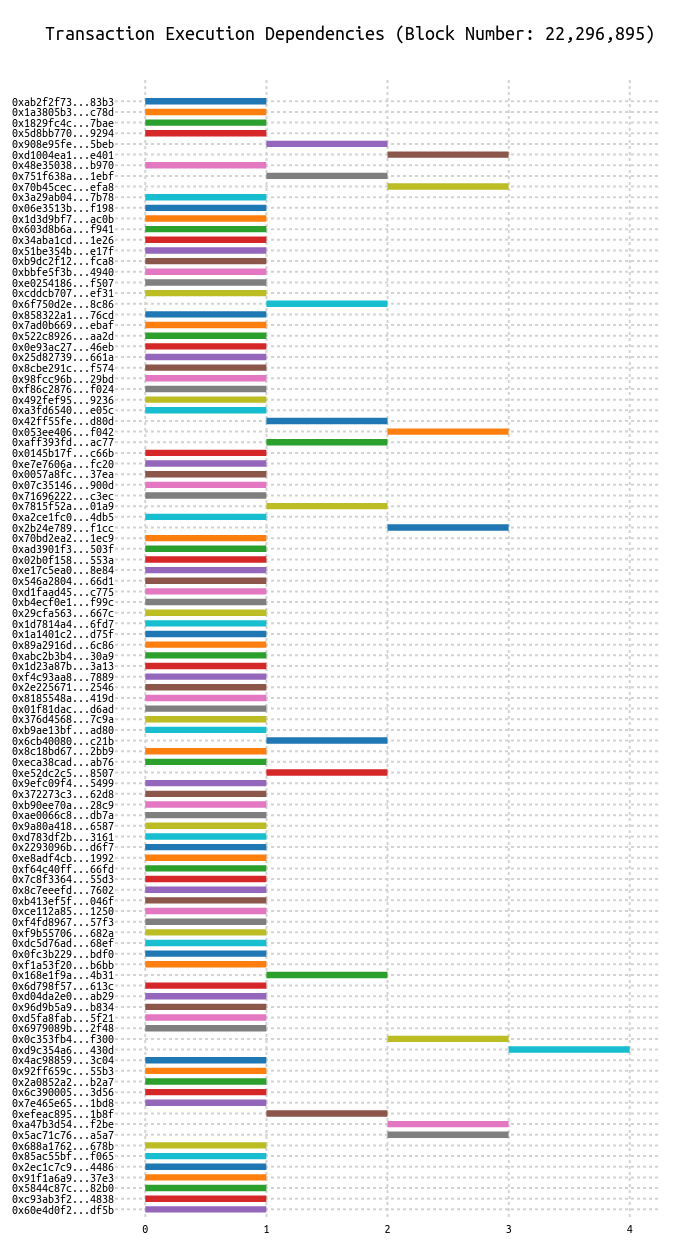 Transaction Execution Dependencies (Block Number: 22,296,895)
0xab2f2f73...83b3
0x1a3805b3...c78d
0x1829fc4c...7bae
0x5d8bb770...9294
0x908e95fe...5beb
0xd1004ea1...e401
0x48e35038...b970
0x751f638a...1ebf
0x70b45cec...efa8
0x3a29ab04...7b78
0x06e3513b...f198
0x1d3d9bf7...ac0b
0x603d8b6a...f941
0x34aba1cd...1e26
0x51be354b...e17f
0xb9dc2f12...fca8
0xbbfe5f3b...4940
0xe0254186...f507
0xcddcb707...ef31
0x6f750d2e...8c86
0x858322a1...76cd
0x7ad0b669...ebaf
0x522c8926...aa2d
0x0e93ac27...46eb
0x25d82739...661a
0x8cbe291c...f574
0x98fcc96b...29bd
0xf86c2876...f024
0x492fef95...9236
0xa3fd6540...e05c
0x42ff55fe...d80d
0x053ee406...f042
0xaff393fd...ac77
0x0145b17f...c66b
0xe7e7606a...fc20
0x0057a8fc...37ea
0x07c35146...900d
0x71696222...c3ec
0x7815f52a...01a9
0xa2ce1fc0...4db5
0x2b24e789...f1cc
0x70bd2ea2...1ec9
0xad3901f3...503f
0x02b0f158...553a
0xe17c5ea0...8e84
0x546a2804...66d1
0xd1faad45...c775
0xb4ecf0e1...f99c
0x29cfa563...667c
0x1d7814a4...6fd7
0x1a1401c2...d75f
0x89a2916d...6c86
0xabc2b3b4...30a9
0x1d23a87b...3a13
0xf4c93aa8...7889
0x2e225671...2546
0x8185548a...419d
0x01f81dac...d6ad
0x376d4568...7c9a
0xb9ae13bf...ad80
0x6cb40080...c21b
0x8c18bd67...2bb9
0xeca38cad...ab76
0xe52dc2c5...8507
0x9efc09f4...5499
0x372273c3...62d8
0xb90ee70a...28c9
0xae0066c8...db7a
0x9a80a418...6587
0xd783df2b...3161
0x2293096b...d6f7
0xe8adf4cb...1992
0xf64c40ff...66fd
0x7c8f3364...55d3
0x8c7eeefd...7602
0xb413ef5f...046f
0xce112a85...1250
0xf4fd8967...57f3
0xf9b55706...682a
0xdc5d76ad...68ef
0x0fc3b229...bdf0
0xf1a53f20...b6bb
0x168e1f9a...4b31
0x6d798f57...613c
0xd04da2e0...ab29
0x96d9b5a9...b834
0xd5fa8fab...5f21
0x6979089b...2f48
0x0c353fb4...f300
0xd9c354a6...430d
0x4ac98859...3c04
0x92ff659c...55b3
0x2a0852a2...b2a7
0x6c390005...3d56
0x7e465e65...1bd8
0xefeac895...1b8f
0xa47b3d54...f2be
0x5ac71c76...a5a7
0x688a1762...678b
0x85ac55bf...f065
0x2ec1c7c9...4486
0x91f1a6a9...37e3
0x5844c87c...82b0
0xc93ab3f2...4838
0x60e4d0f2...df5b
0 1 2 3 4